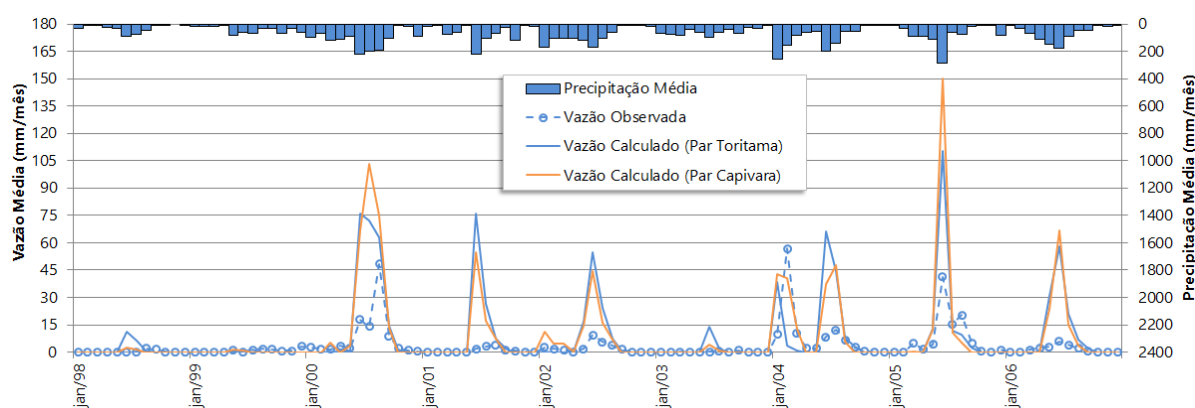 180
165
150
135
120
105
90
75
60
45
30
15
0
Vazão Média (mm/mês)
0
200
400
600
800
1000
1200
1400
1600
1800
2000
2200
2400
Precipitação Média (mm/mês)
Precipitação Média
Vazão Observada
Vazão Calculado (Par Toritama)
Vazão Calculado (Par Capivara)
jan/98
jan/99
jan/00
jan/01
jan/02
jan/03
jan/04
jan/05
jan/06